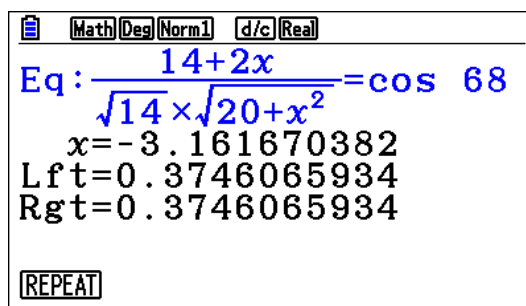 Math Deg Norm1 d/c Real
Eq:(14+2x)/(√14×√(20+x²))=cos 68
x=-3.161670382
Lft=0.3746065934
Rgt=0.3746065934
REPEAT